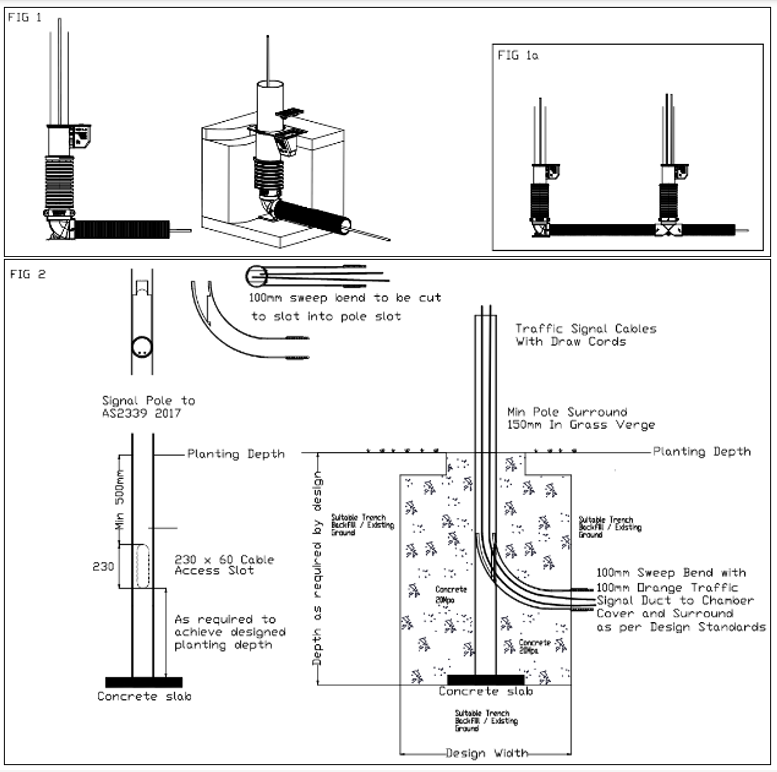 FIG 1
FIG 1a
FIG 2
100mm sweep bend to be cut
to slot into pole slot
Signal Pole to
AS2339 2017
Planting Depth
Min 500mm
230
230 x 60 Cable
Access Slot
As required to
achieve designed
planting depth
Concrete slab
Traffic Signal Cables
With Draw Cords
Min Pole Surround
150mm In Grass Verge
Planting Depth
Depth as required by design
Suitable Trench
Backfill / Existing
Ground
Suitable Trench
Backfill / Existing
Ground
Concrete
20Mpa
Concrete
20Mpa
100mm Sweep Bend with
100mm Orange Traffic
Signal Duct to Chamber
Cover and Surround
as per Design Standards
Concrete slab
Suitable Trench
Backfill / Existing
Ground
Design Width